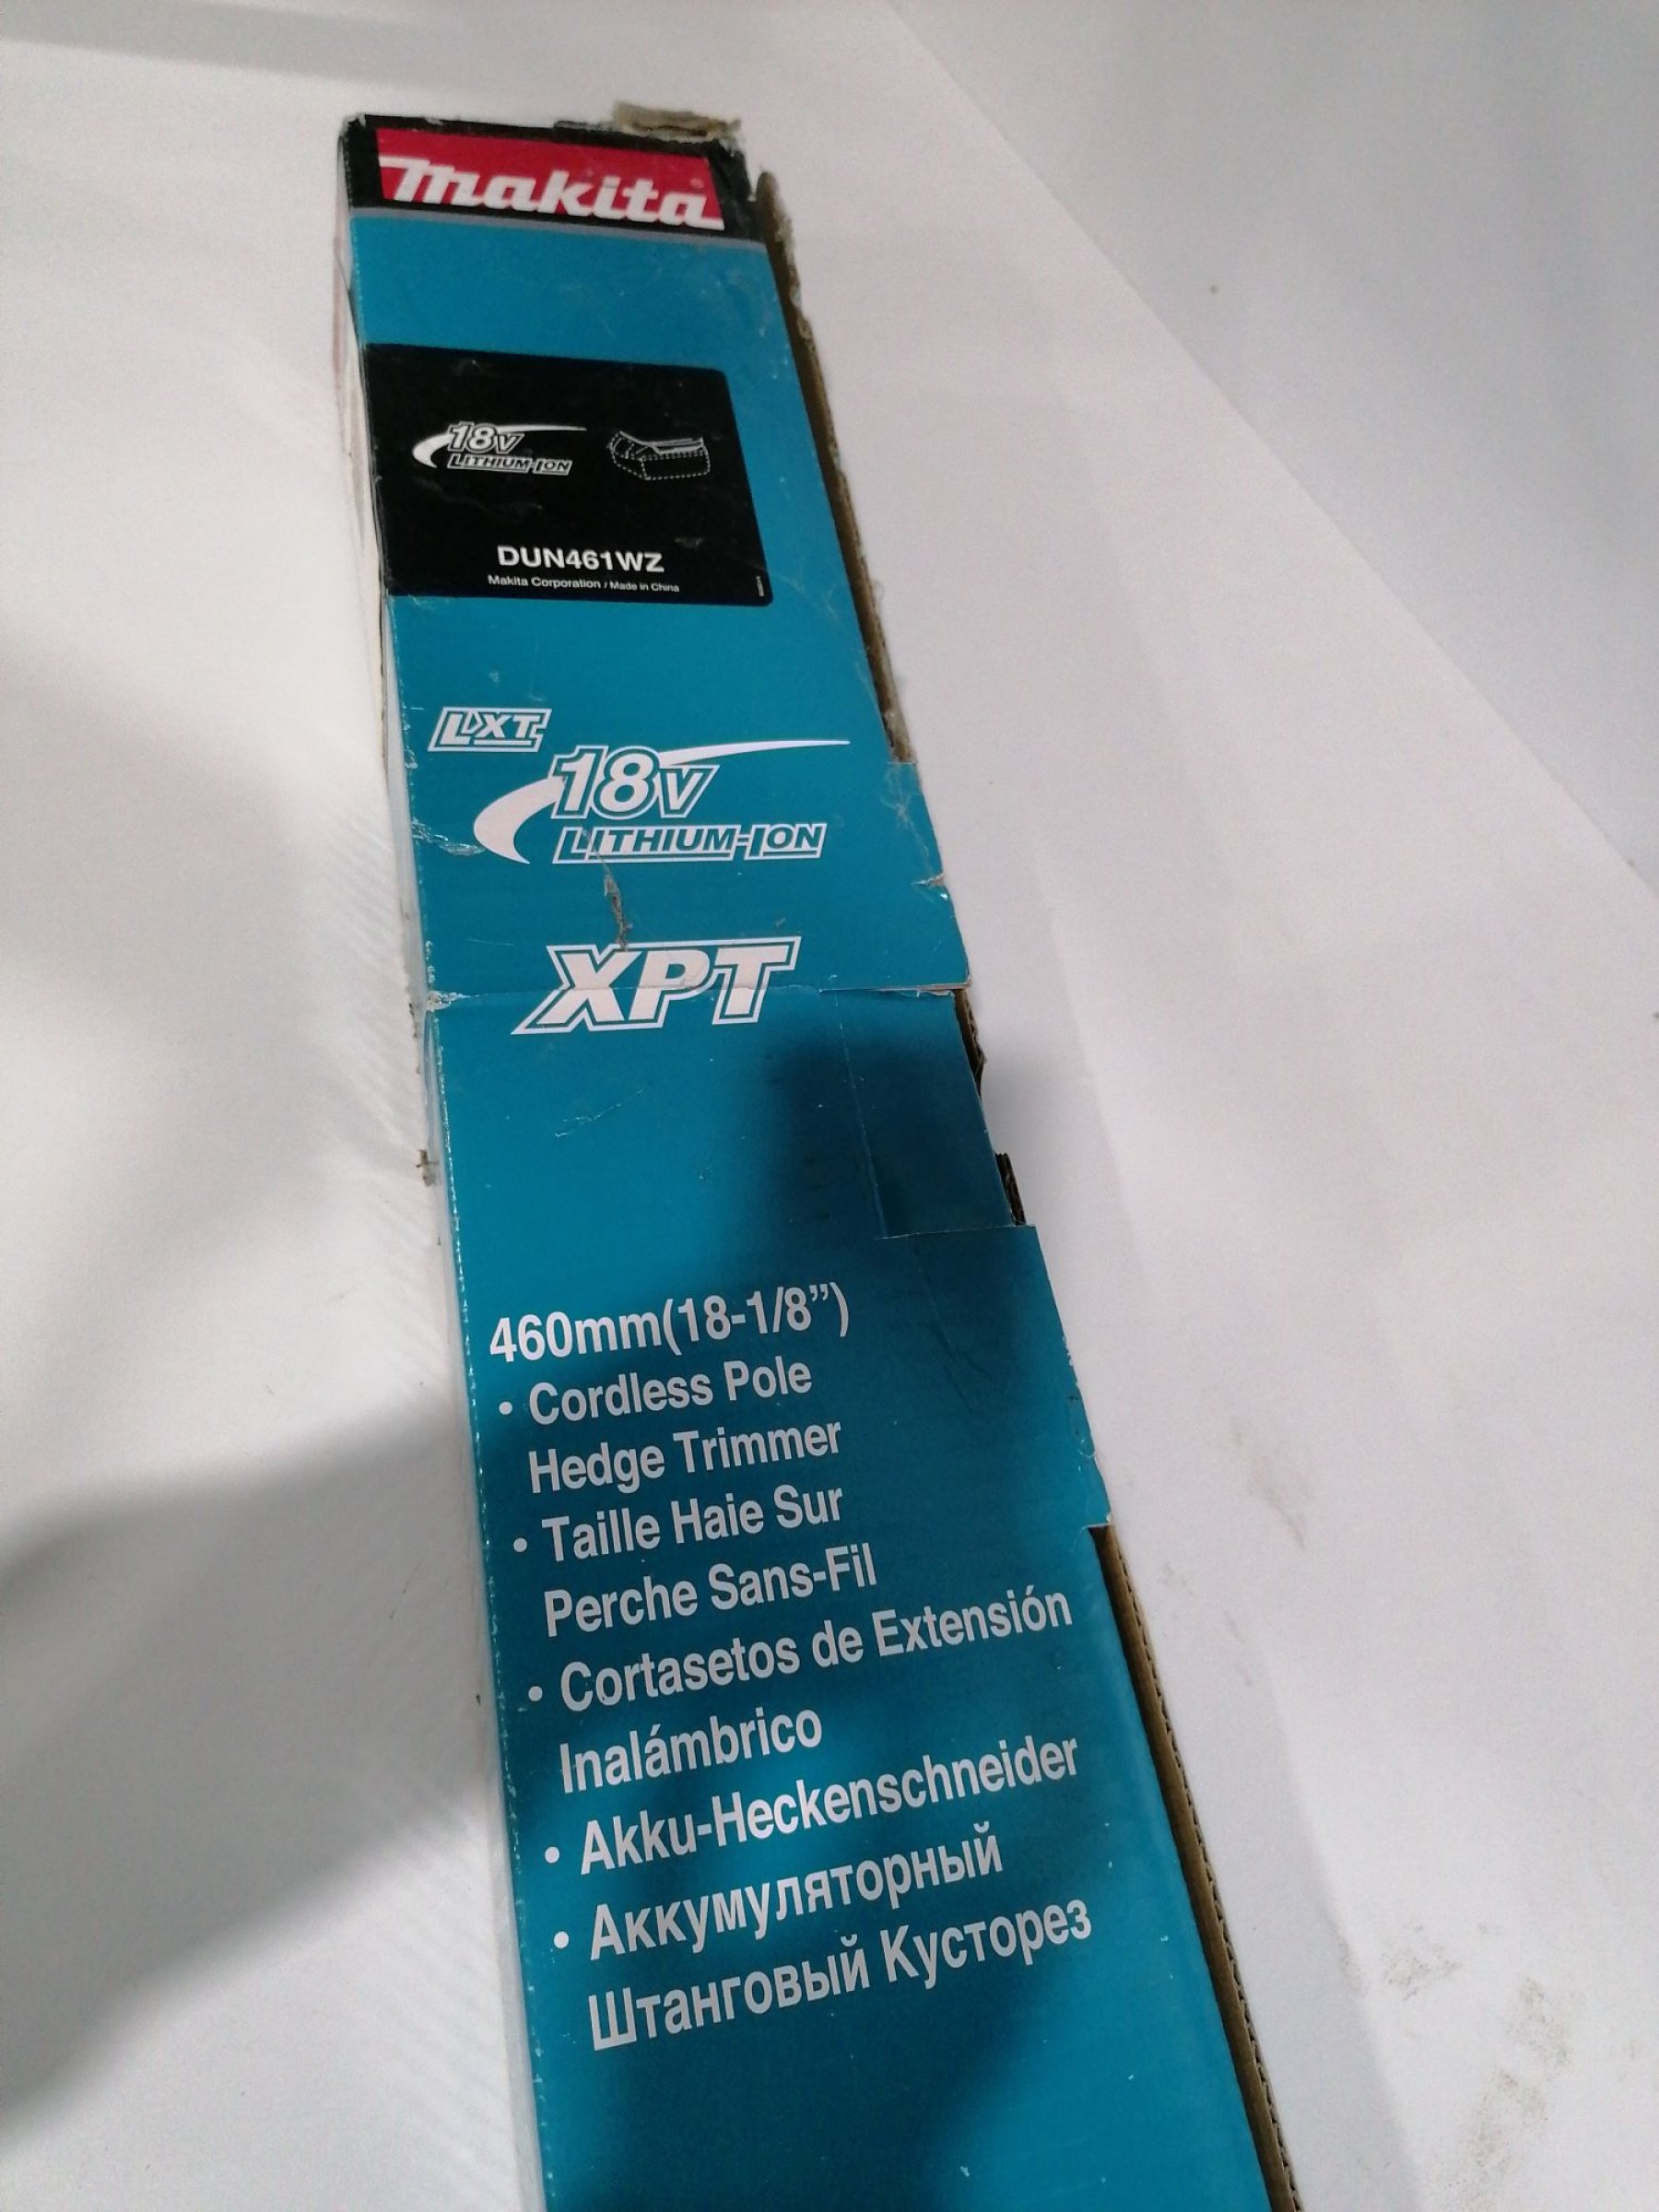 makita
18V
LITHIUM-ION
DUN461WZ
Makita Corporation / Made in China
LXT
18V
LITHIUM-ION
XPT
460mm(18-1/8")
• Cordless Pole
Hedge Trimmer
• Taille Haie Sur
Perche Sans-Fil
• Cortasetos de Extensión
Inalámbrico
• Akku-Heckenschneider
• Аккумуляторный
Штанговый Кусторез